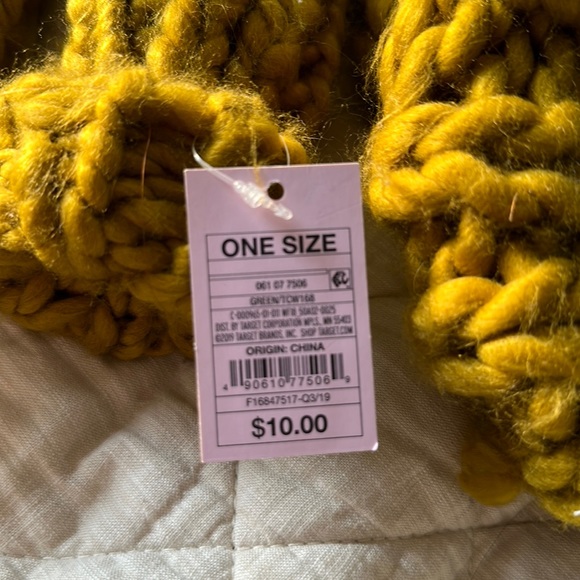 ONE SIZE
061 07 7506
GREEN/TCW168
DIST. BY TARGET CORPORATION MPLS, MN 55403
©2019 TARGET BRANDS, INC. SHOP TARGET.COM
ORIGIN: CHINA
4 90610 77506 9
F16847517-Q3/19
$10.00